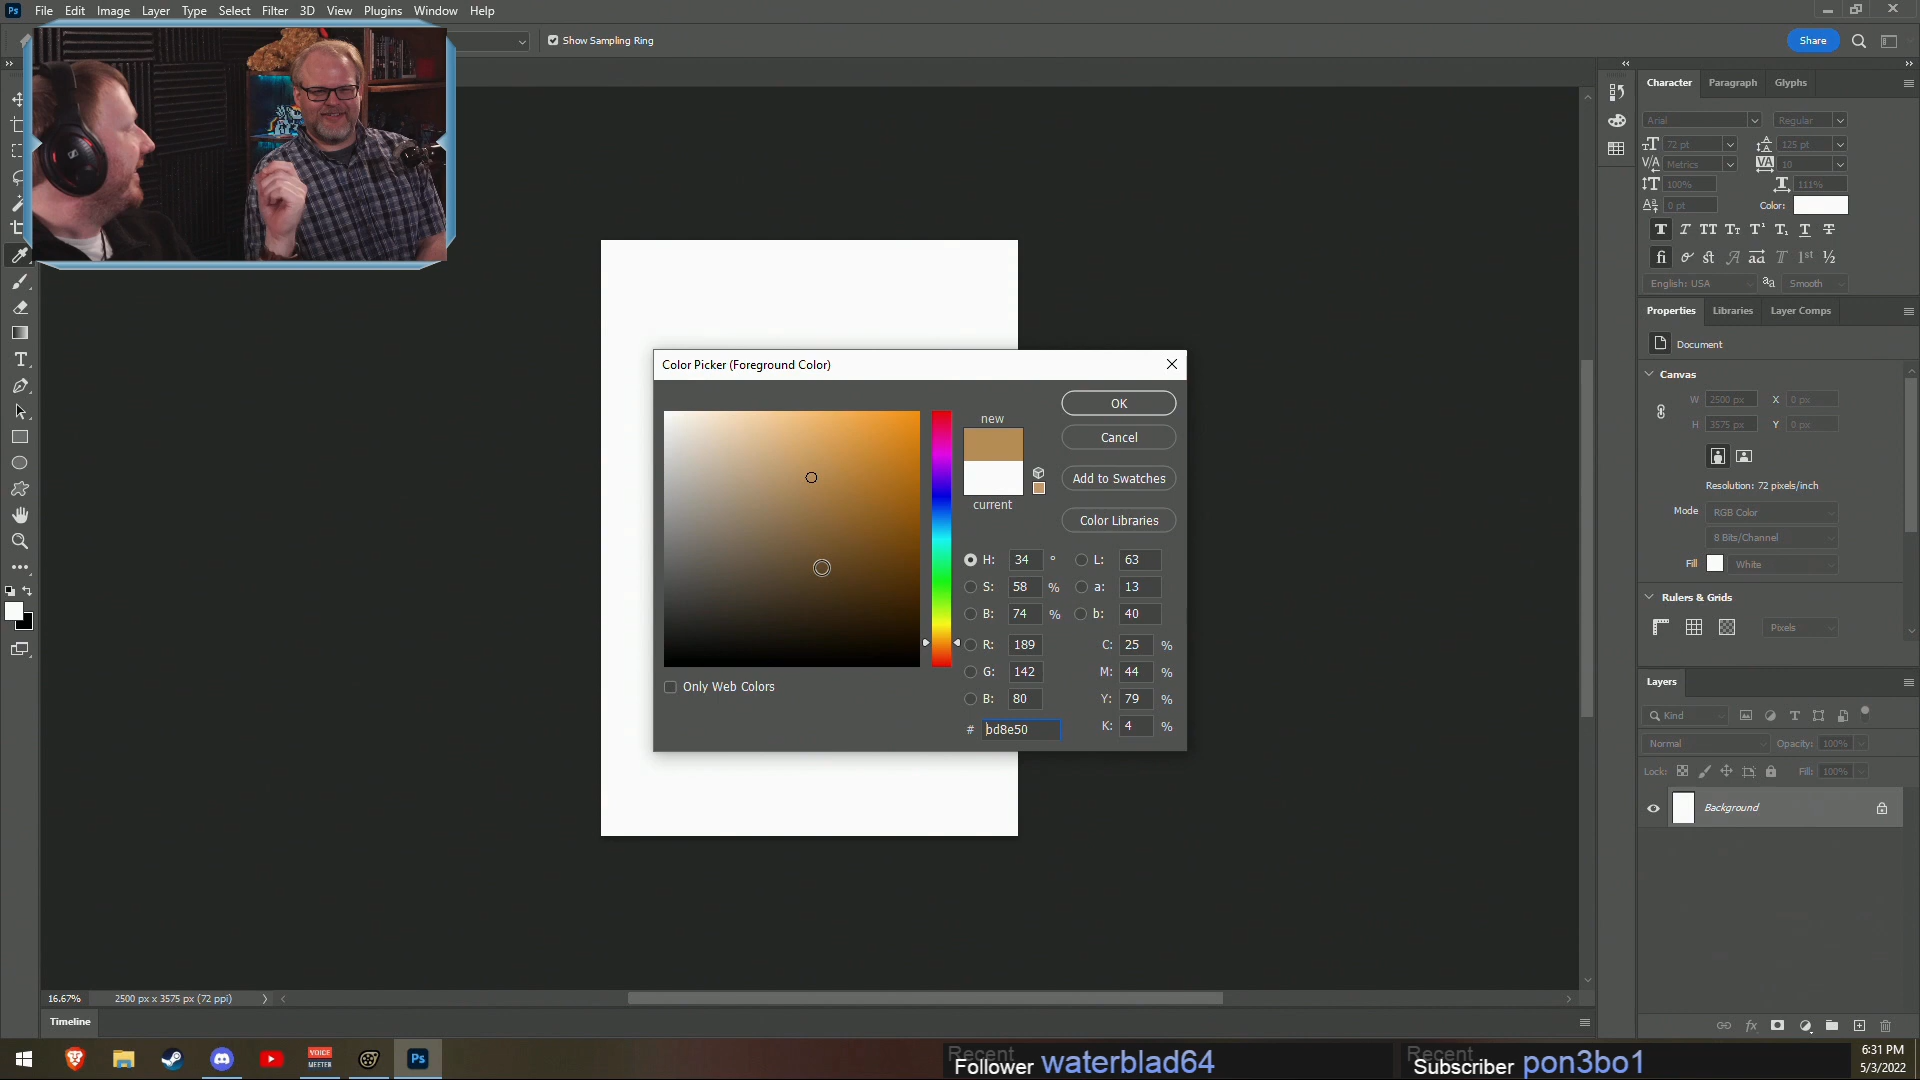 Ps File Edit Image Layer Type Select Filter 3D View Plugins Window Help
Show Sampling Ring
Share
Character Paragraph Glyphs
Arial Regular
72 pt 125 pt
Metrics 10
100% 111%
0 pt Color:
English: USA Smooth
Properties Libraries Layer Comps
Document
Canvas
W 2500 px X 0 px
H 3575 px Y 0 px
Resolution: 72 pixels/inch
Mode RGB Color
8 Bits/Channel
Fill White
Rulers & Grids
Pixels
Layers
Kind
Normal Opacity: 100%
Lock: Fill: 100%
Background
Color Picker (Foreground Color)
new
current
OK
Cancel
Add to Swatches
Color Libraries
H: 34 ° L: 63
S: 58 % a: 13
B: 74 % b: 40
R: 189 C: 25 %
G: 142 M: 44 %
B: 80 Y: 79 %
# bd8e50 K: 4 %
Only Web Colors
16.67% 2500 px x 3575 px (72 ppi)
Timeline
VOICE
MEETER
Ps
Recent
Follower waterblad64
Recent
Subscriber pon3bo1
6:31 PM
5/3/2022